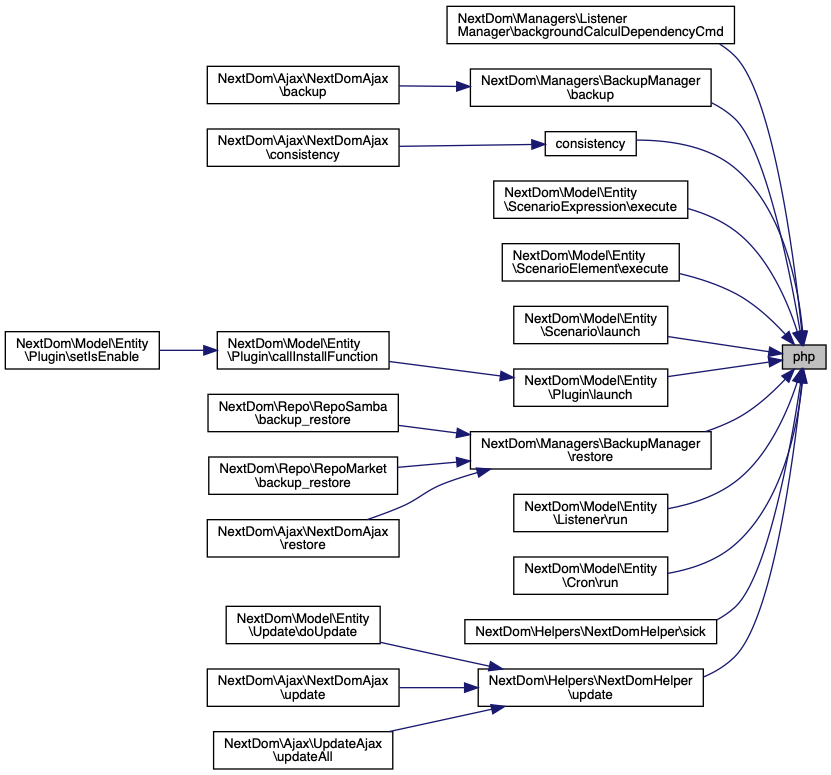 NextDom\Managers\Listener
Manager\backgroundCalculDependencyCmd
NextDom\Ajax\NextDomAjax
\backup
NextDom\Managers\BackupManager
\backup
NextDom\Ajax\NextDomAjax
\consistency
consistency
NextDom\Model\Entity
\ScenarioExpression\execute
NextDom\Model\Entity
\ScenarioElement\execute
NextDom\Model\Entity
\Scenario\launch
NextDom\Model\Entity
\Plugin\setIsEnable
NextDom\Model\Entity
\Plugin\callInstallFunction
php
NextDom\Model\Entity
\Plugin\launch
NextDom\Repo\RepoSamba
\backup_restore
NextDom\Managers\BackupManager
\restore
NextDom\Repo\RepoMarket
\backup_restore
NextDom\Model\Entity
\Listener\run
NextDom\Ajax\NextDomAjax
\restore
NextDom\Model\Entity
\Cron\run
NextDom\Model\Entity
\Update\doUpdate
NextDom\Helpers\NextDomHelper\sick
NextDom\Ajax\NextDomAjax
\update
NextDom\Helpers\NextDomHelper
\update
NextDom\Ajax\UpdateAjax
\updateAll